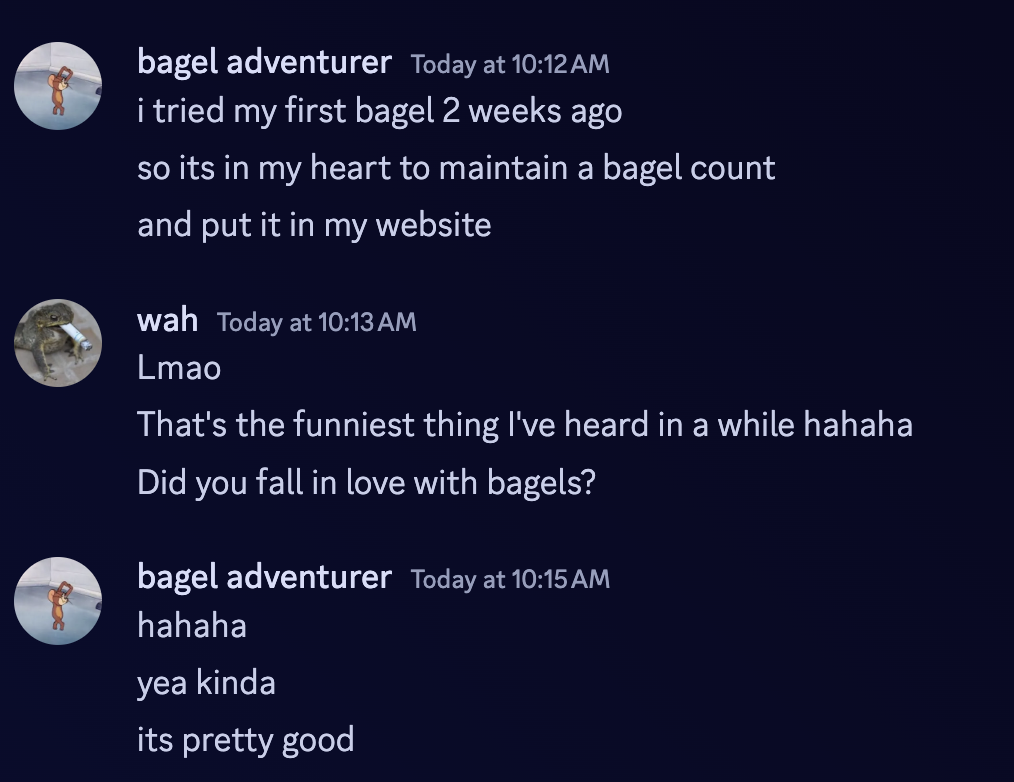 bagel adventurer Today at 10:12 AM
i tried my first bagel 2 weeks ago
so its in my heart to maintain a bagel count
and put it in my website
wah Today at 10:13 AM
Lmao
That's the funniest thing I've heard in a while hahaha
Did you fall in love with bagels?
bagel adventurer Today at 10:15 AM
hahaha
yea kinda
its pretty good